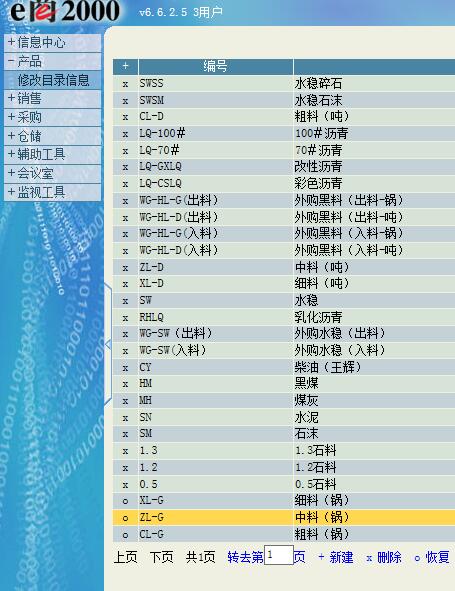 e商2000 v6.6.2.5 3用户
+信息中心
-产品
修改目录信息
+销售
+采购
+仓储
+辅助工具
+会议室
+监视工具
+ 编号
x SWSS 水稳碎石
x SWSM 水稳石沫
x CL-D 粗料（吨）
x LQ-100# 100#沥青
x LQ-70# 70#沥青
x LQ-GXLQ 改性沥青
x LQ-CSLQ 彩色沥青
x WG-HL-G(出料） 外购黑料（出料-锅）
x WG-HL-D(出料） 外购黑料（出料-吨）
x WG-HL-G(入料） 外购黑料（入料-锅）
x WG-HL-D(入料） 外购黑料（入料-吨）
x ZL-D 中料（吨）
x XL-D 细料（吨）
x SW 水稳
x RHLQ 乳化沥青
x WG-SW（出料） 外购水稳（出料）
x WG-SW(入料） 外购水稳（入料）
x CY 柴油（王辉）
x HM 黑煤
x MH 煤灰
x SN 水泥
x SM 石沫
x 1.3 1.3石料
x 1.2 1.2石料
x 0.5 0.5石料
o XL-G 细料（锅）
o ZL-G 中料（锅）
o CL-G 粗料（锅）
上页 下页 共1页 转去第1页 + 新建 x 删除 o 恢复